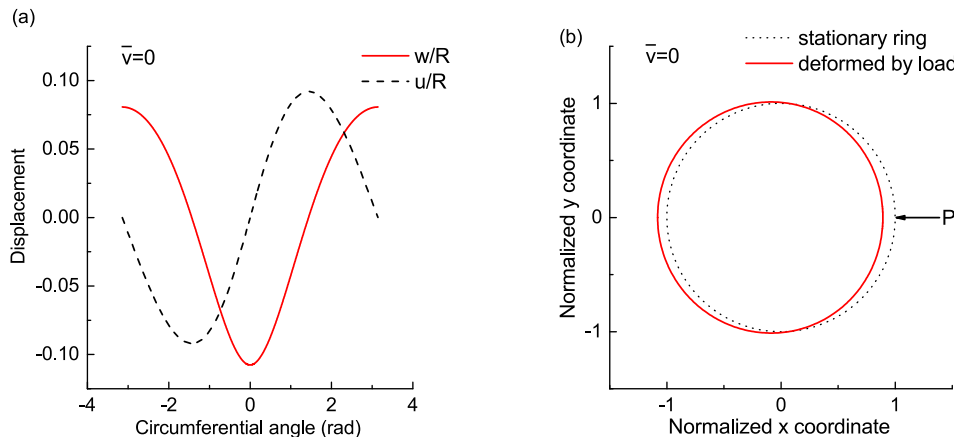 (a)
v̄=0
w/R
u/R
0.10
0.05
0.00
-0.05
-0.10
Displacement
-4
-2
0
2
4
Circumferential angle (rad)
(b)
v̄=0
stationary ring
deformed by load
1
0
-1
Normalized y coordinate
P
-1
0
1
Normalized x coordinate